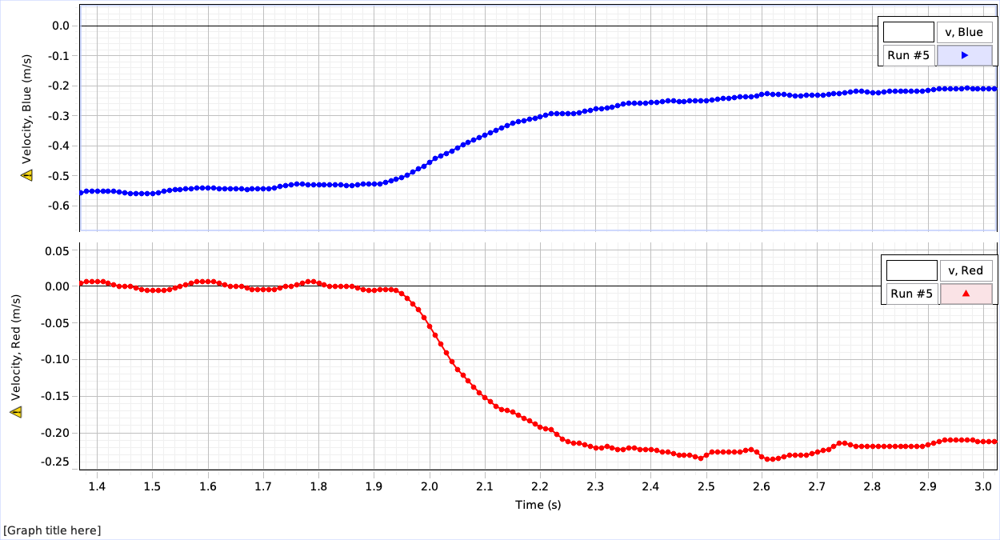 Velocity, Blue (m/s)
0.0
-0.1
-0.2
-0.3
-0.4
-0.5
-0.6
v, Blue
Run #5
Velocity, Red (m/s)
0.05
0.00
-0.05
-0.10
-0.15
-0.20
-0.25
v, Red
Run #5
1.4 1.5 1.6 1.7 1.8 1.9 2.0 2.1 2.2 2.3 2.4 2.5 2.6 2.7 2.8 2.9 3.0
Time (s)
[Graph title here]